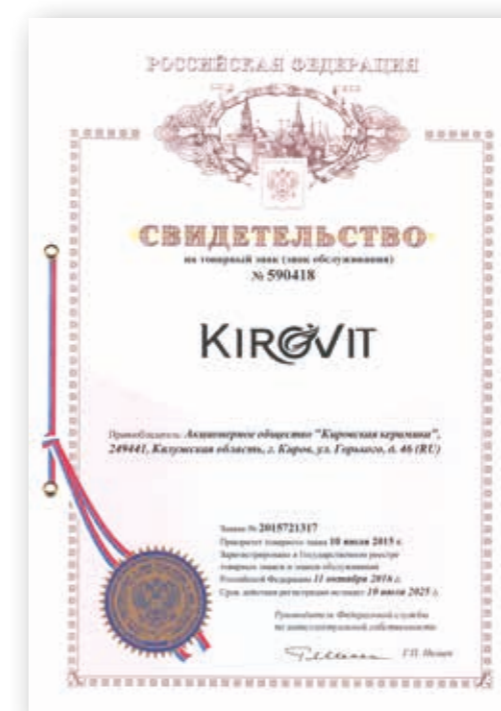 РОССИЙСКАЯ ФЕДЕРАЦИЯ
СВИДЕТЕЛЬСТВО
на товарный знак (знак обслуживания)
№ 590418
KIROVIT
Правообладатель: Акционерное общество "Кировская керамика",
249441, Калужская область, г. Киров, ул. Горького, д. 46 (RU)
Заявка № 2015721317
Приоритет товарного знака 10 июля 2015 г.
Зарегистрировано в Государственном реестре
товарных знаков и знаков обслуживания
Российской Федерации 11 октября 2016 г.
Срок действия регистрации истекает 10 июля 2025 г.
Руководитель Федеральной службы
по интеллектуальной собственности
Г.П. Ивлиев